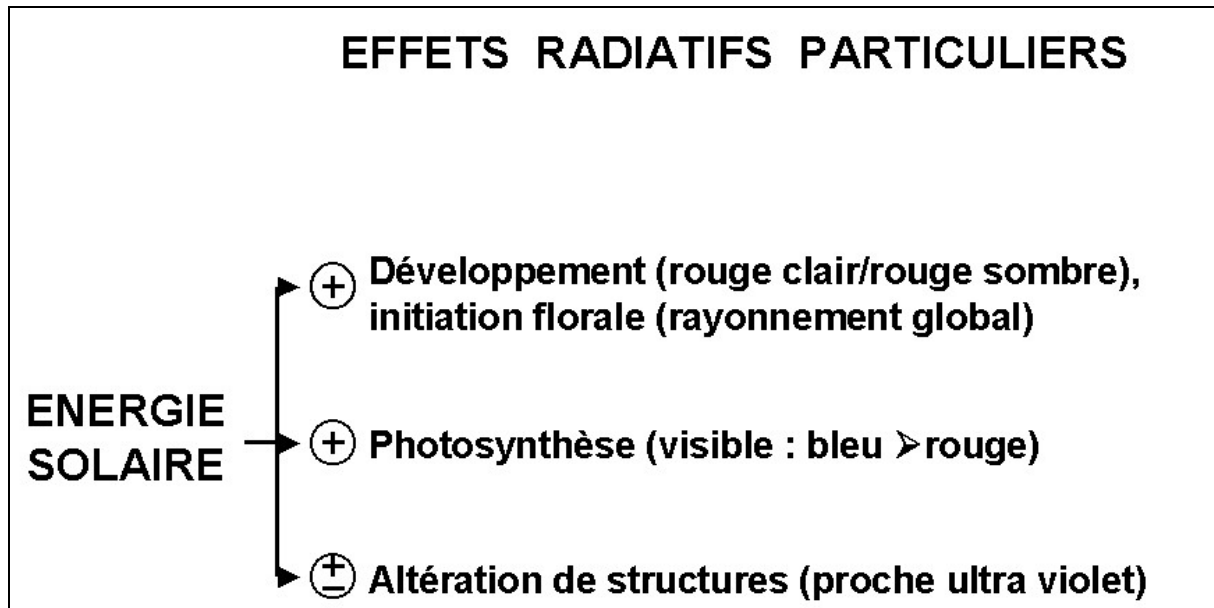 EFFETS RADIATIFS PARTICULIERS
+ Développement (rouge clair/rouge sombre),
initiation florale (rayonnement global)
ENERGIE
SOLAIRE
+ Photosynthèse (visible : bleu ➢rouge)
± Altération de structures (proche ultra violet)